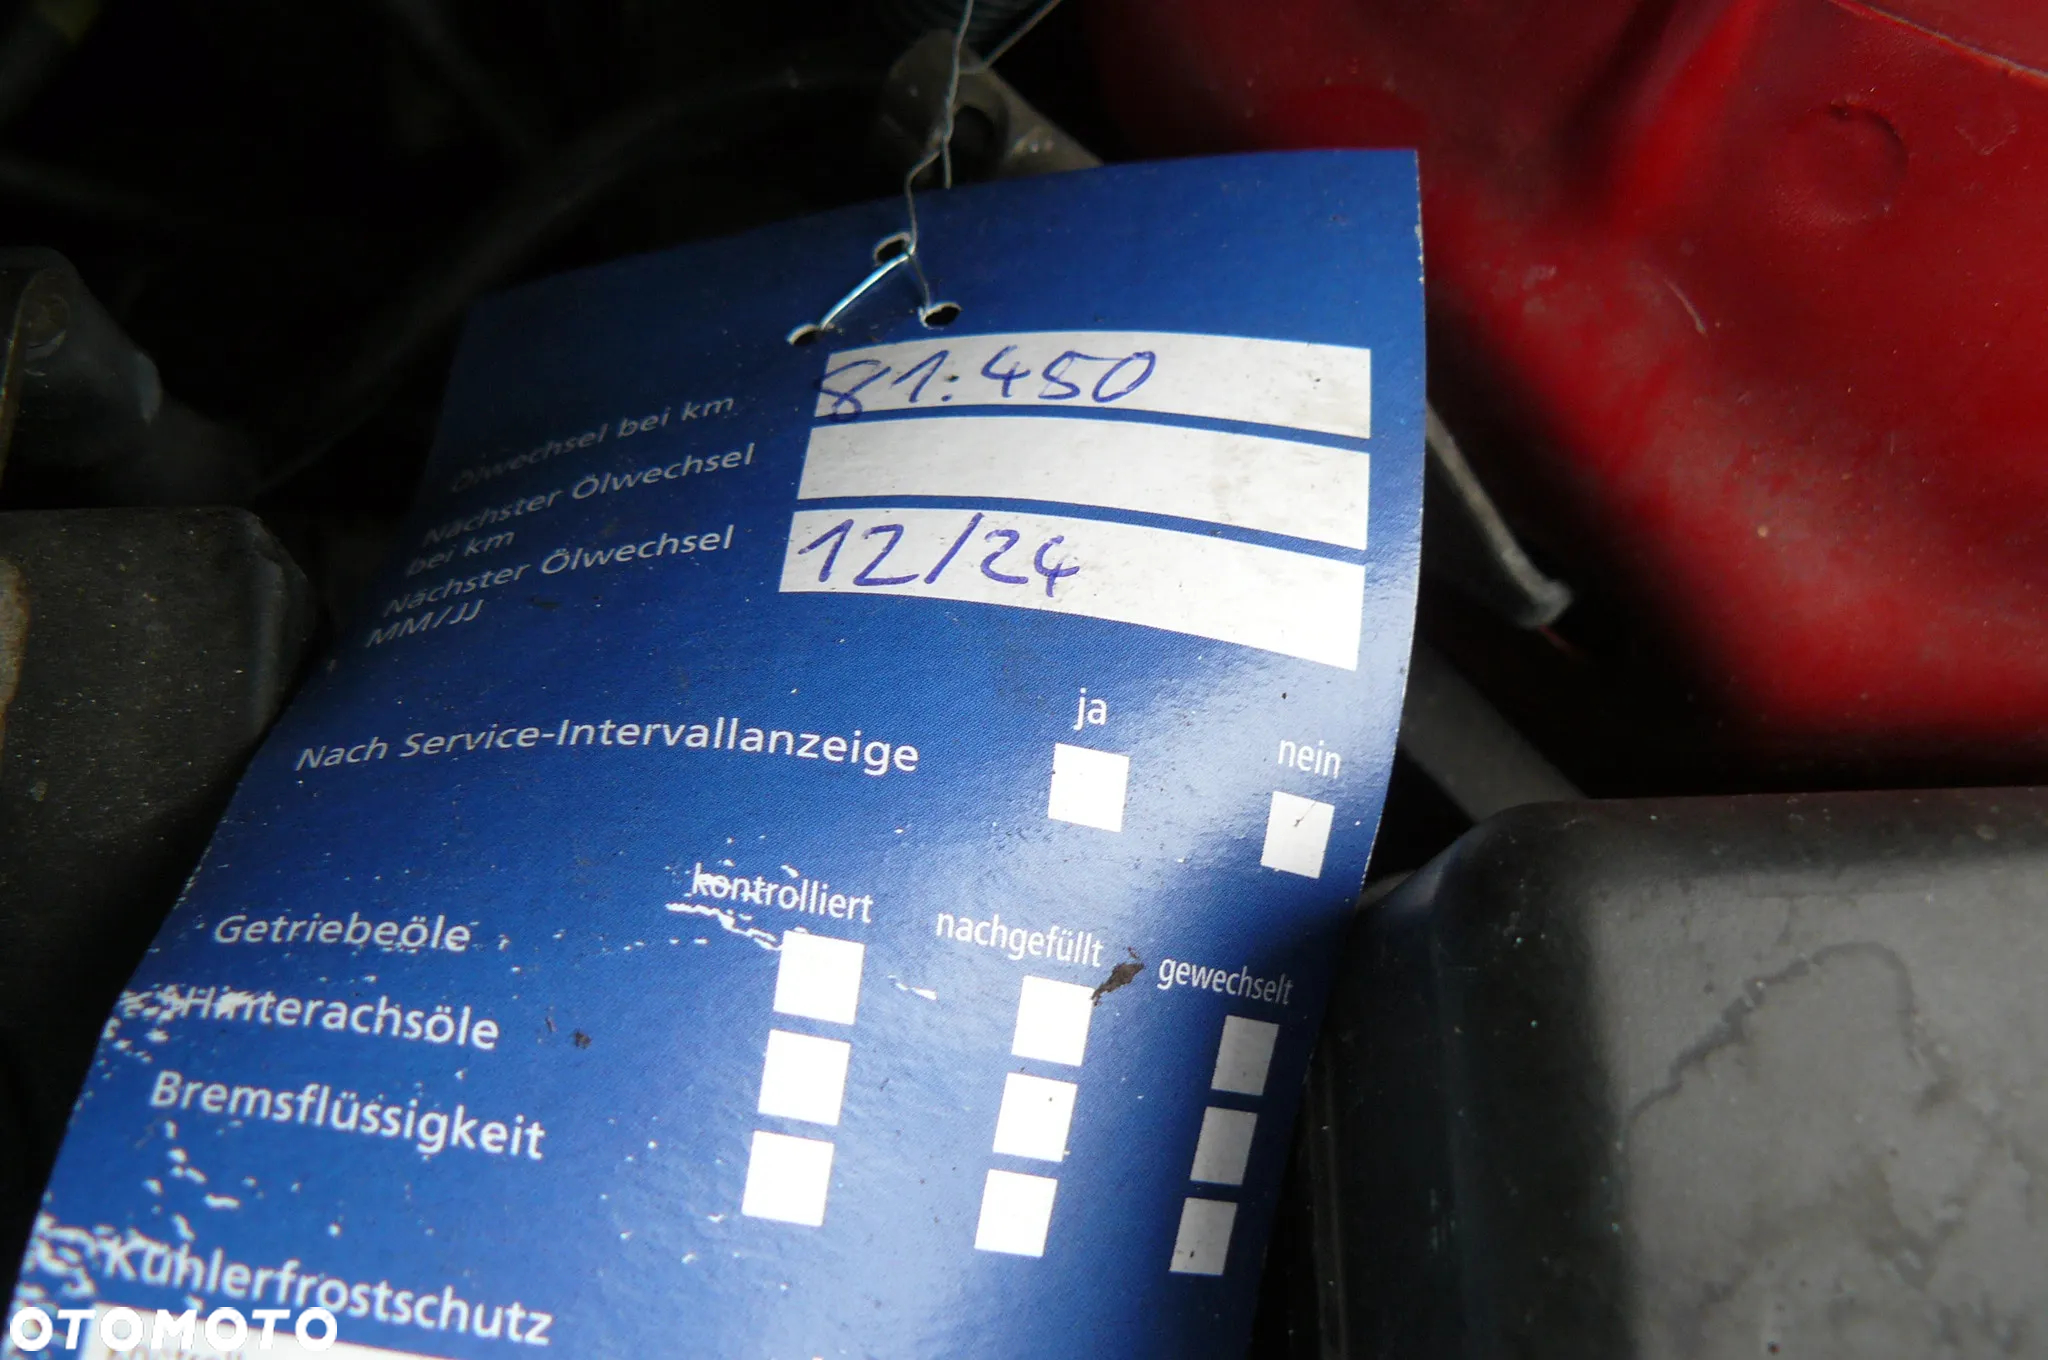 81.450
Ölwechsel bei km
Nächster Ölwechsel
bei km
12/24
Nächster Ölwechsel
MM/JJ
ja
nein
Nach Service-Intervallanzeige
kontrolliert
nachgefüllt
gewechselt
Getriebeöle
Hinterachsöle
Bremsflüssigkeit
Kühlerfrostschutz
OTOMOTO